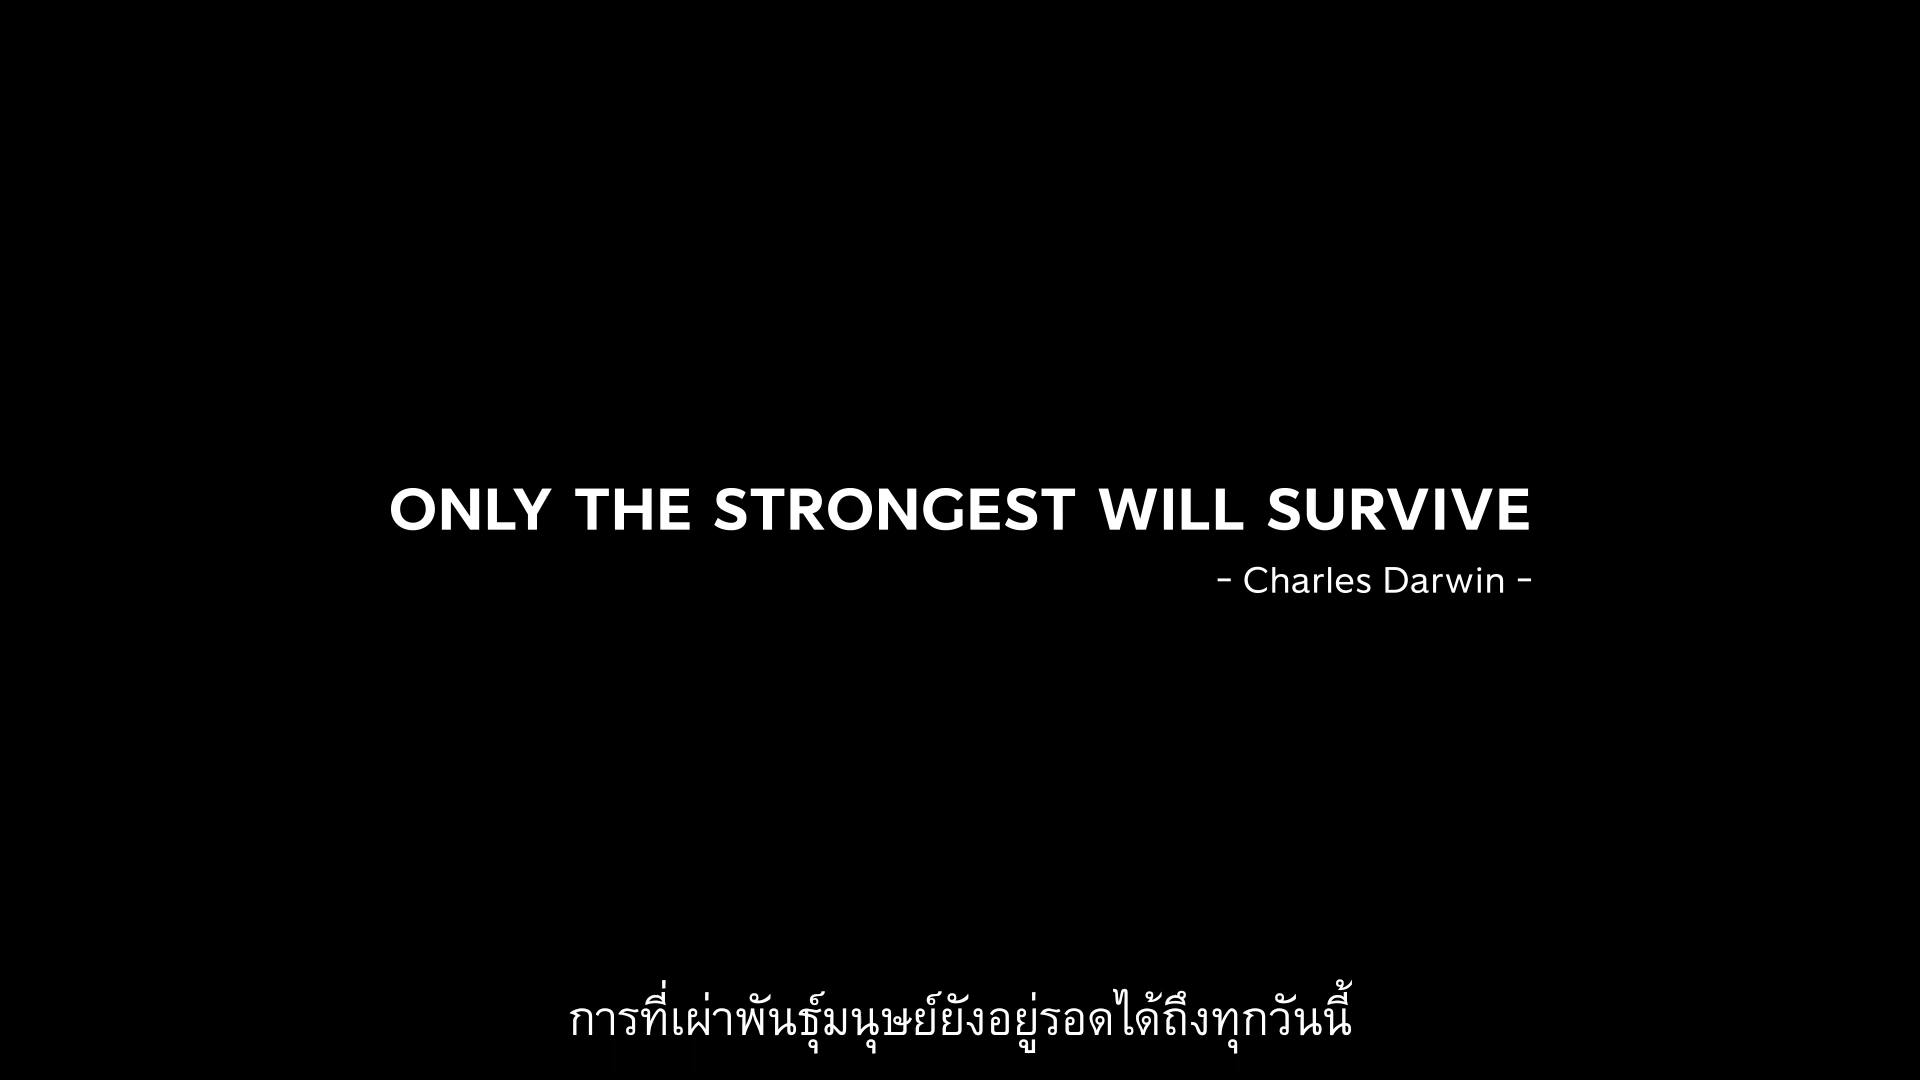 ONLY THE STRONGEST WILL SURVIVE
- Charles Darwin -
การที่เผ่าพันธุ์มนุษย์ยังอยู่รอดได้ถึงทุกวันนี้